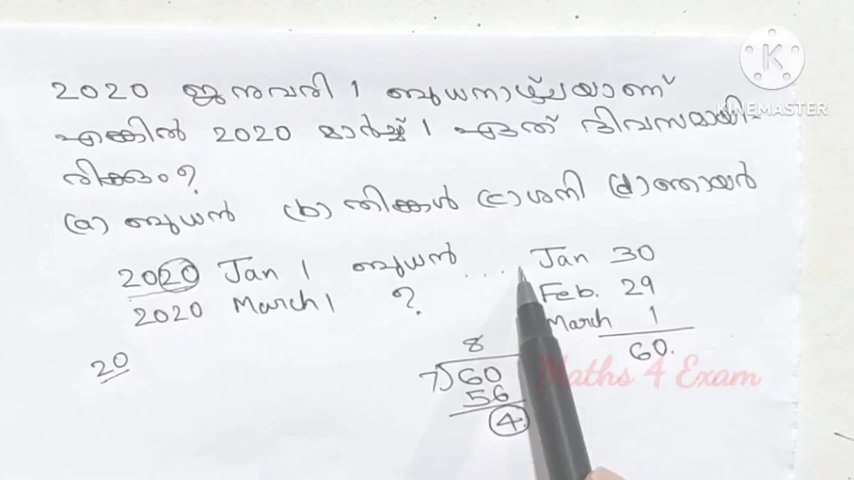 K
KINEMASTER
2020 ജനുവരി 1 ബുധനാഴ്ചയാണ്
എങ്കിൽ 2020 മാർച്ച് 1 ഏത് ദിവസമായി
രിക്കും?
(a) ബുധൻ (b) തിങ്കൾ (c) ശനി (d) ഞായർ
2020 Jan 1 ബുധൻ .... Jan 30
2020 March 1 ? Feb. 29
March 1
60.
20
8
7)60
56
4
Maths 4 Exam